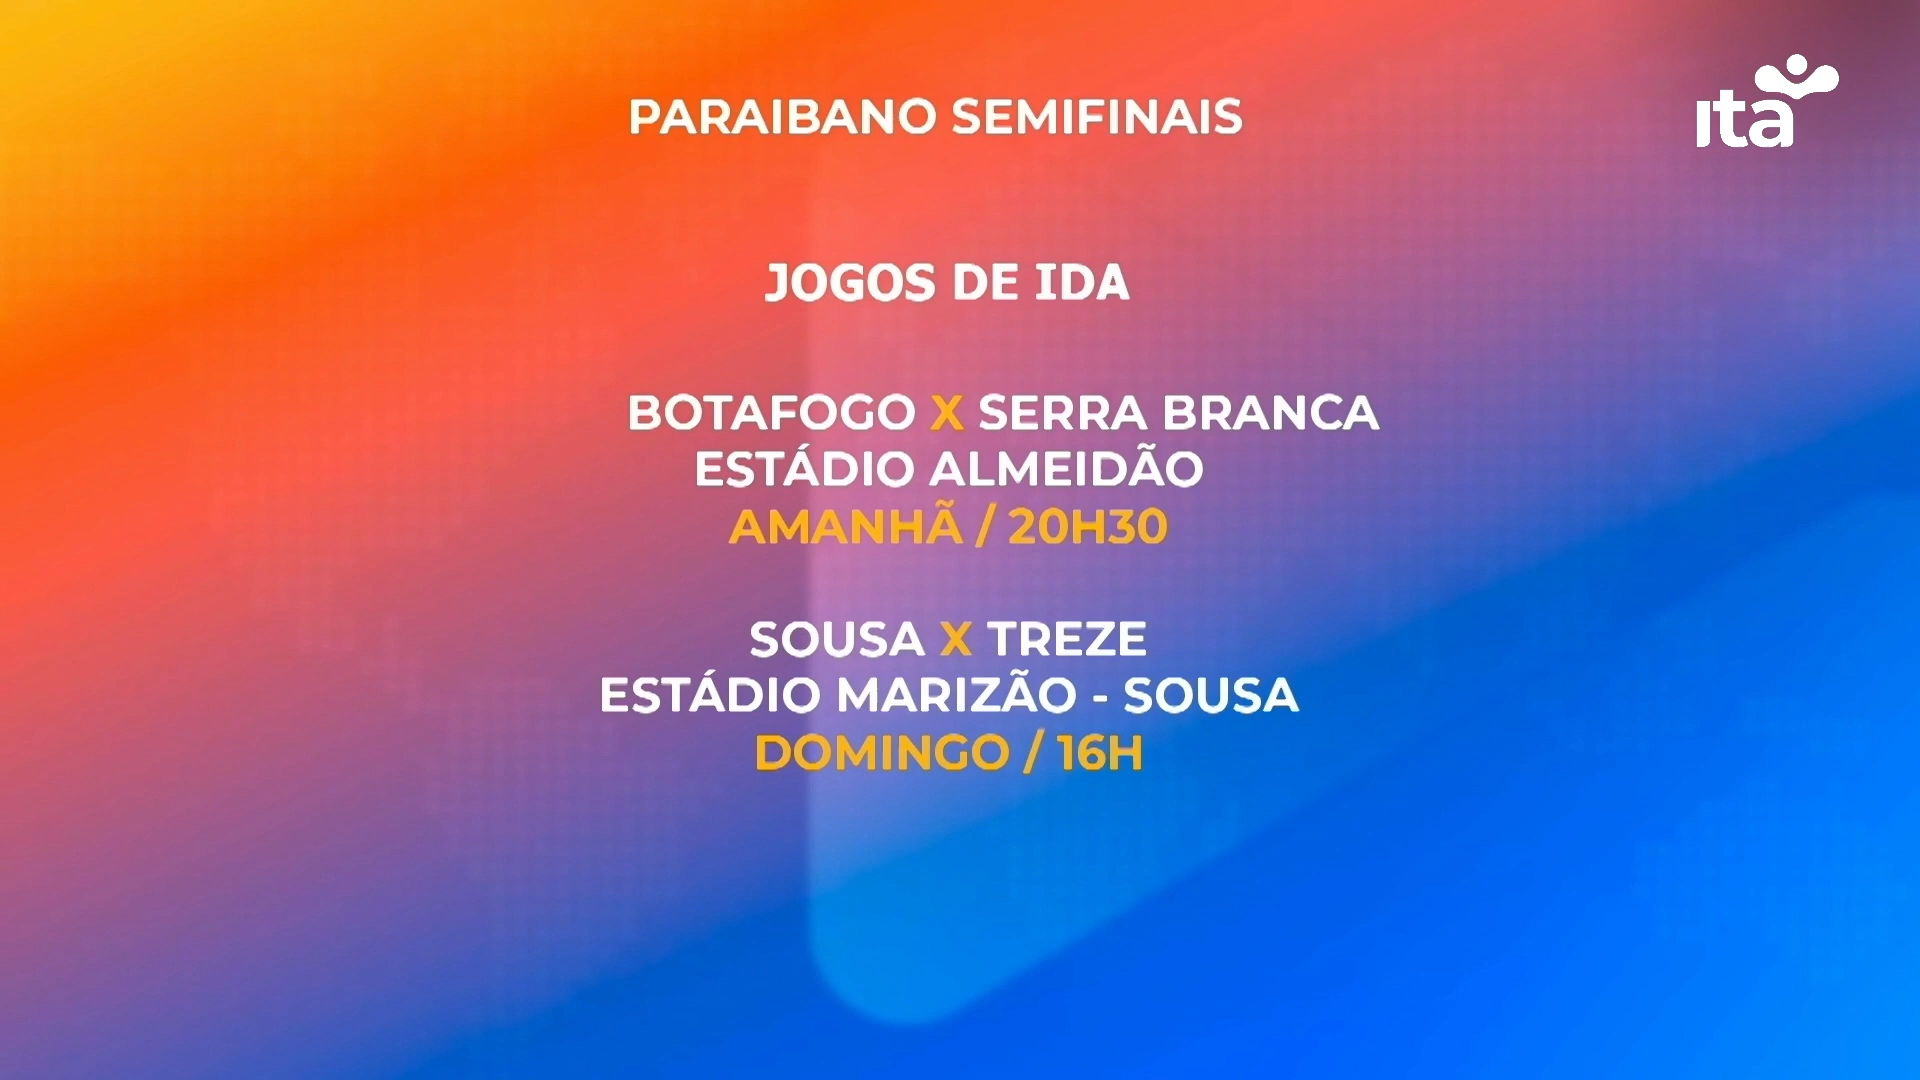 ita
PARAIBANO SEMIFINAIS
JOGOS DE IDA
BOTAFOGO X SERRA BRANCA
ESTÁDIO ALMEIDÃO
AMANHÃ / 20H30
SOUSA X TREZE
ESTÁDIO MARIZÃO - SOUSA
DOMINGO / 16H